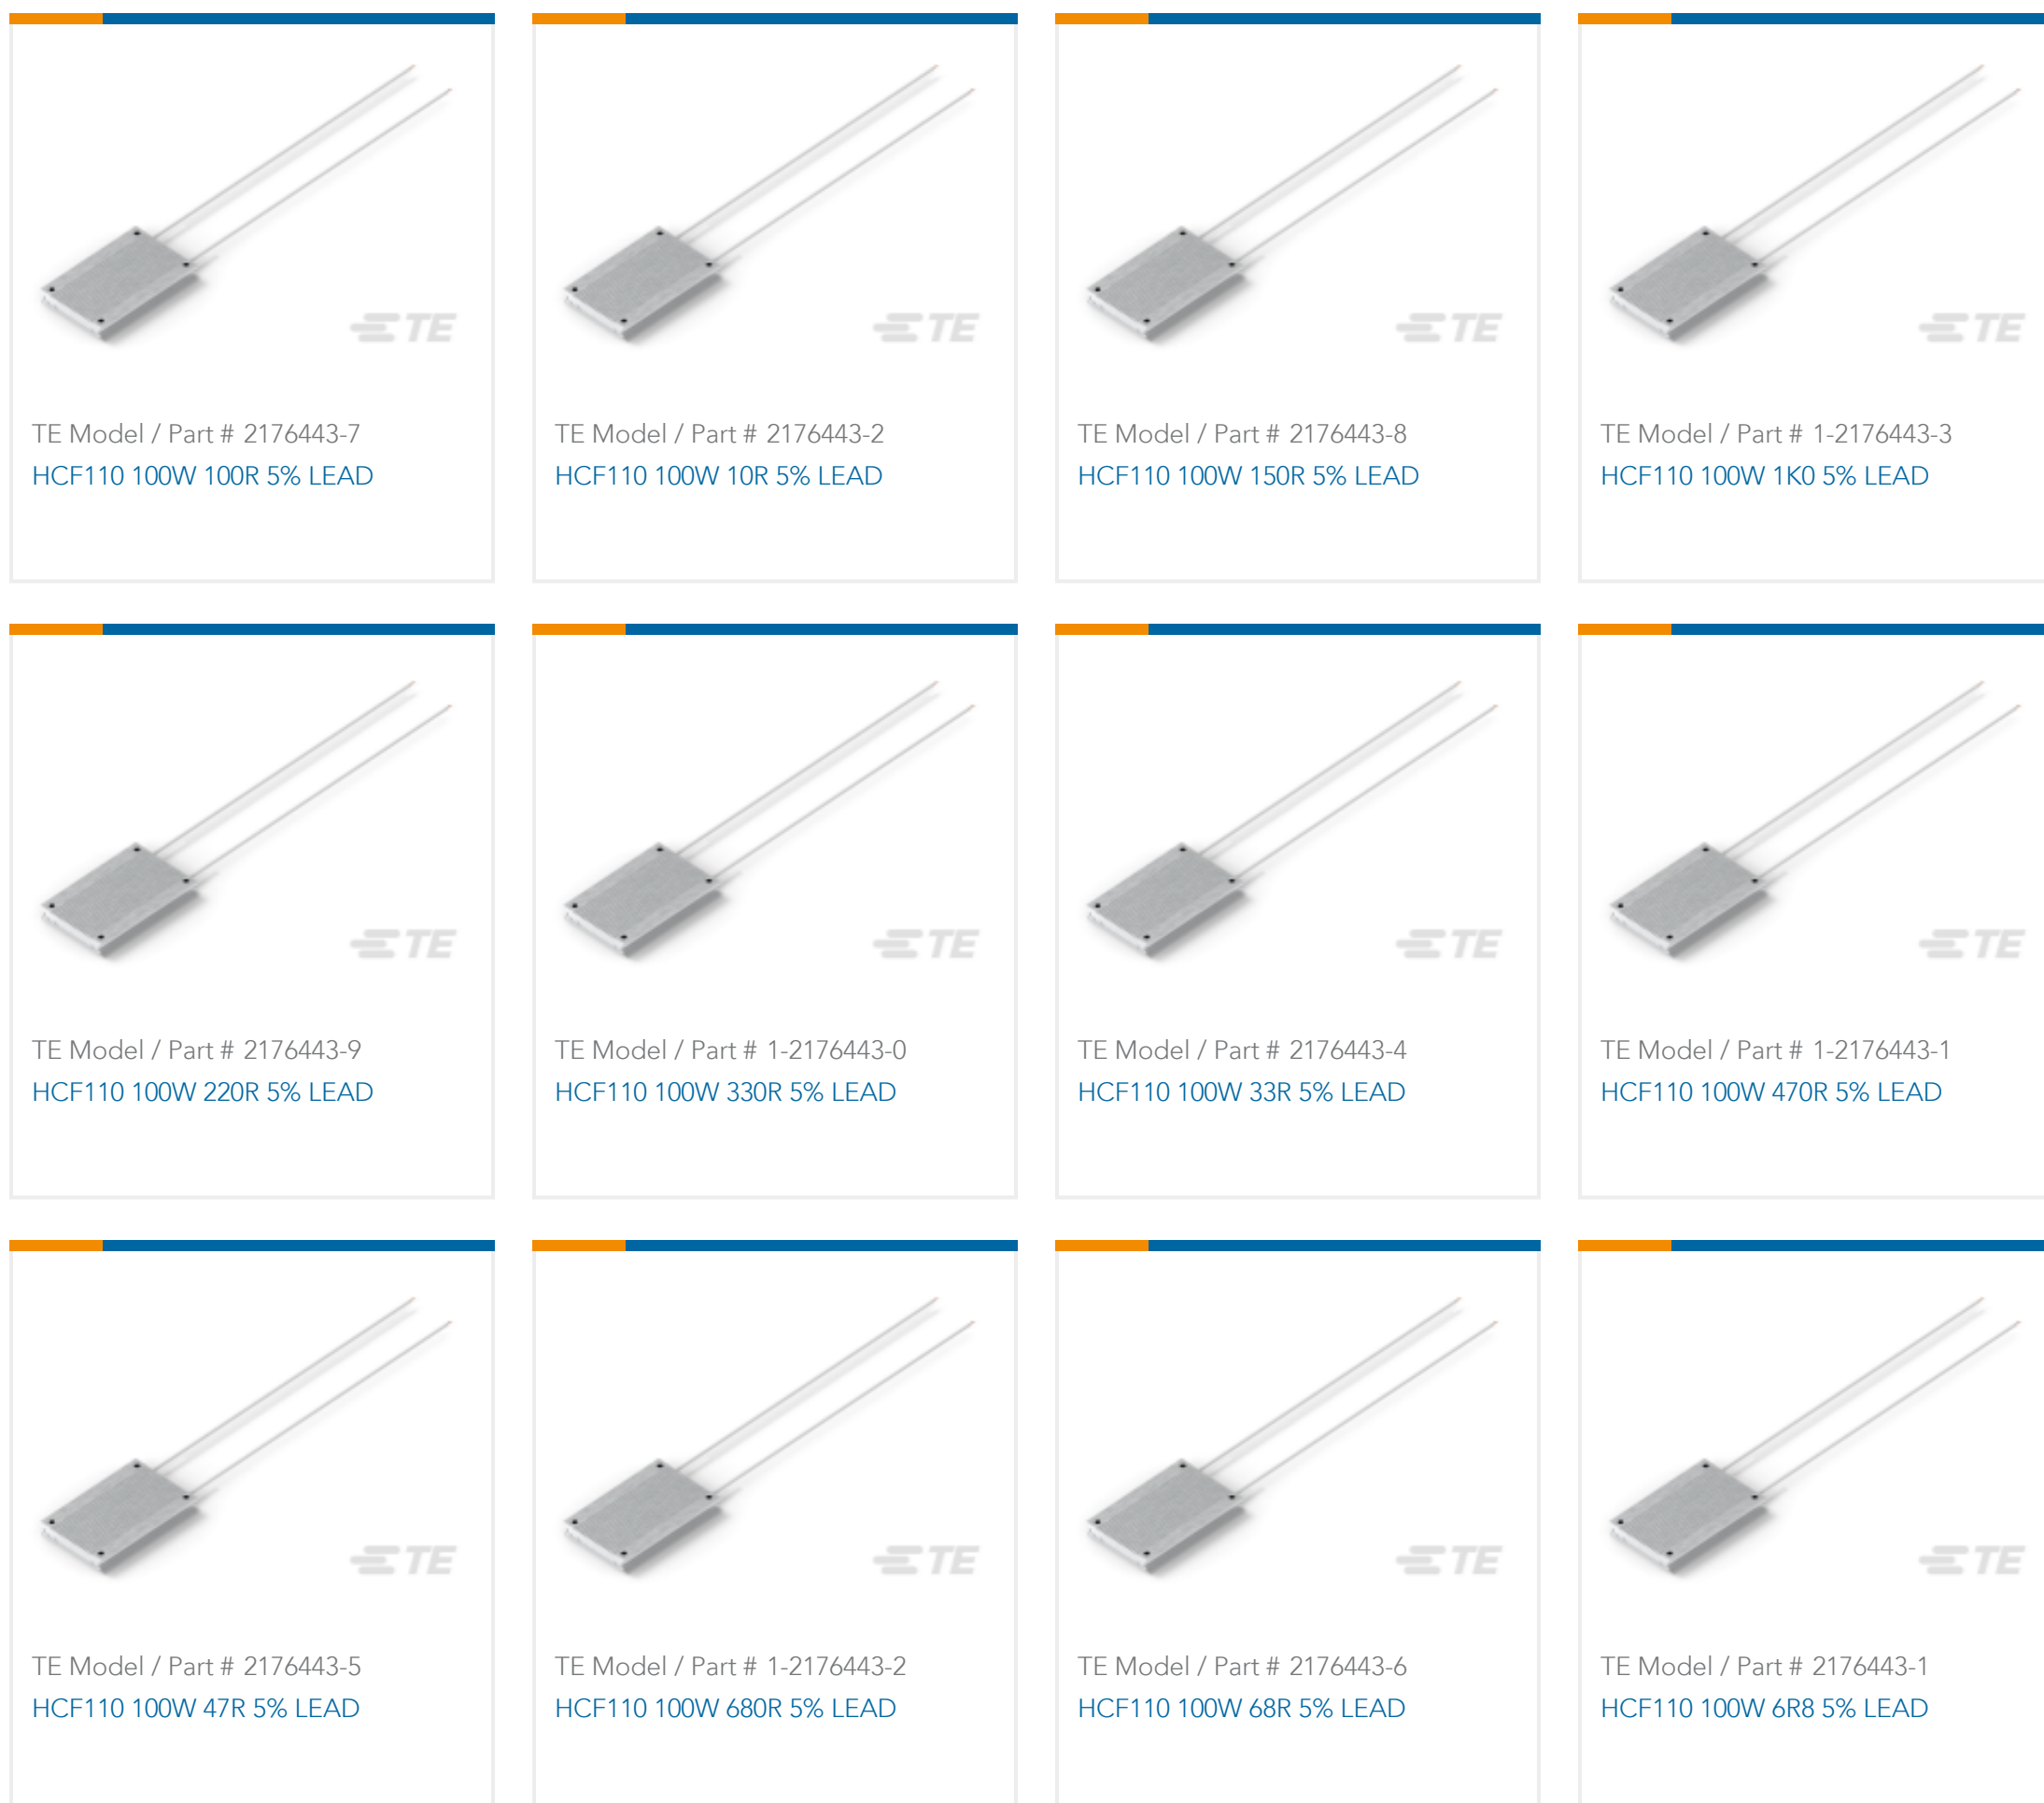 TE
TE Model / Part # 2176443-7
HCF110 100W 100R 5% LEAD
TE
TE Model / Part # 2176443-2
HCF110 100W 10R 5% LEAD
TE
TE Model / Part # 2176443-8
HCF110 100W 150R 5% LEAD
TE
TE Model / Part # 1-2176443-3
HCF110 100W 1K0 5% LEAD
TE
TE Model / Part # 2176443-9
HCF110 100W 220R 5% LEAD
TE
TE Model / Part # 1-2176443-0
HCF110 100W 330R 5% LEAD
TE
TE Model / Part # 2176443-4
HCF110 100W 33R 5% LEAD
TE
TE Model / Part # 1-2176443-1
HCF110 100W 470R 5% LEAD
TE
TE Model / Part # 2176443-5
HCF110 100W 47R 5% LEAD
TE
TE Model / Part # 1-2176443-2
HCF110 100W 680R 5% LEAD
TE
TE Model / Part # 2176443-6
HCF110 100W 68R 5% LEAD
TE
TE Model / Part # 2176443-1
HCF110 100W 6R8 5% LEAD